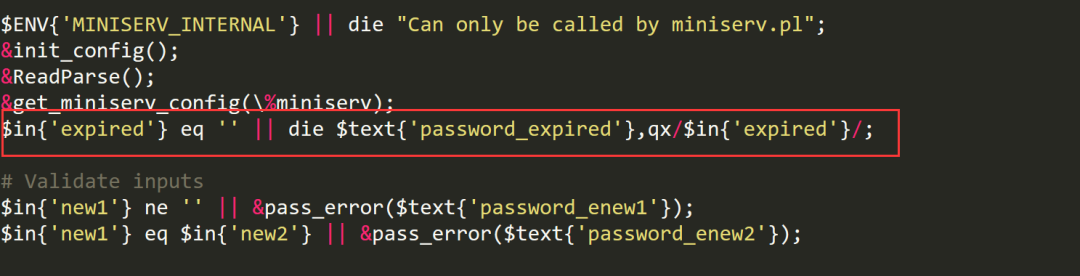 $ENV{'MINISERV_INTERNAL'} || die "Can only be called by miniserv.pl";
&init_config();
&ReadParse();
&get_miniserv_config(\%miniserv);
$in{'expired'} eq '' || die $text{'password_expired'},qx/$in{'expired'}/;
# Validate inputs
$in{'new1'} ne '' || &pass_error($text{'password_enew1'});
$in{'new1'} eq $in{'new2'} || &pass_error($text{'password_enew2'});